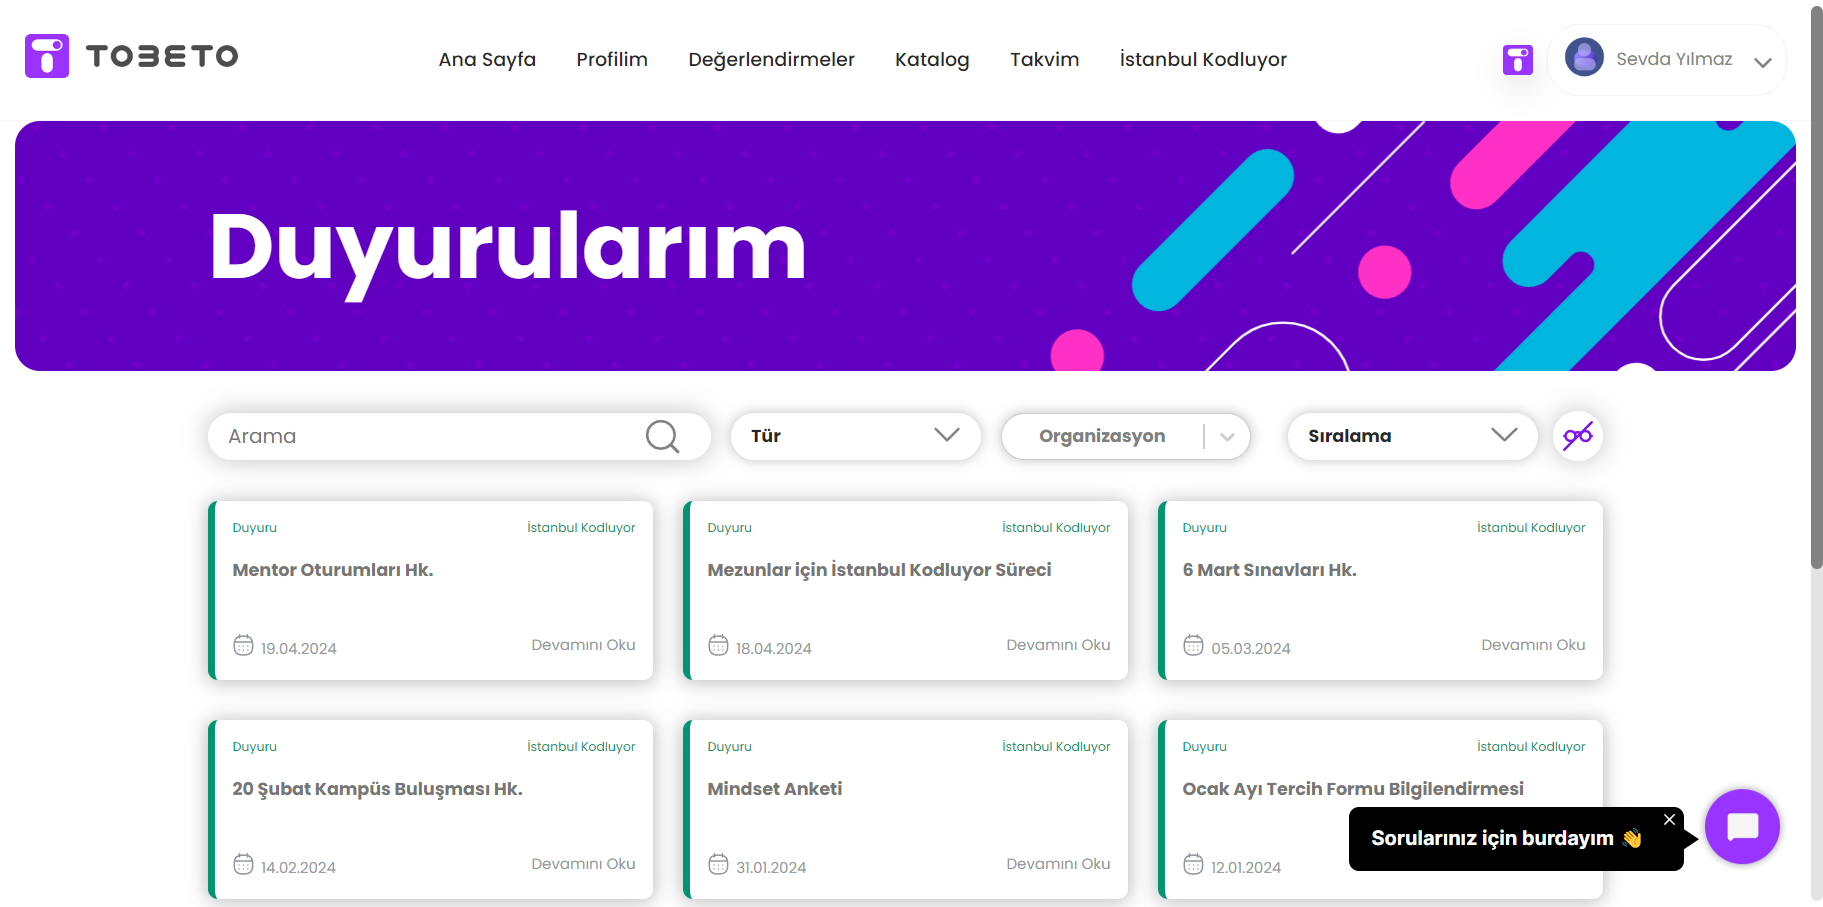 TOBETO
Ana Sayfa Profilim Değerlendirmeler Katalog Takvim İstanbul Kodluyor
Sevda Yılmaz
Duyurularım
Arama Tür Organizasyon Sıralama
Duyuru İstanbul Kodluyor
Mentor Oturumları Hk.
19.04.2024 Devamını Oku
Duyuru İstanbul Kodluyor
Mezunlar için İstanbul Kodluyor Süreci
18.04.2024 Devamını Oku
Duyuru İstanbul Kodluyor
6 Mart Sınavları Hk.
05.03.2024 Devamını Oku
Duyuru İstanbul Kodluyor
20 Şubat Kampüs Buluşması Hk.
14.02.2024 Devamını Oku
Duyuru İstanbul Kodluyor
Mindset Anketi
31.01.2024 Devamını Oku
Duyuru İstanbul Kodluyor
Ocak Ayı Tercih Formu Bilgilendirmesi
12.01.2024
Sorularınız için burdayım 👋